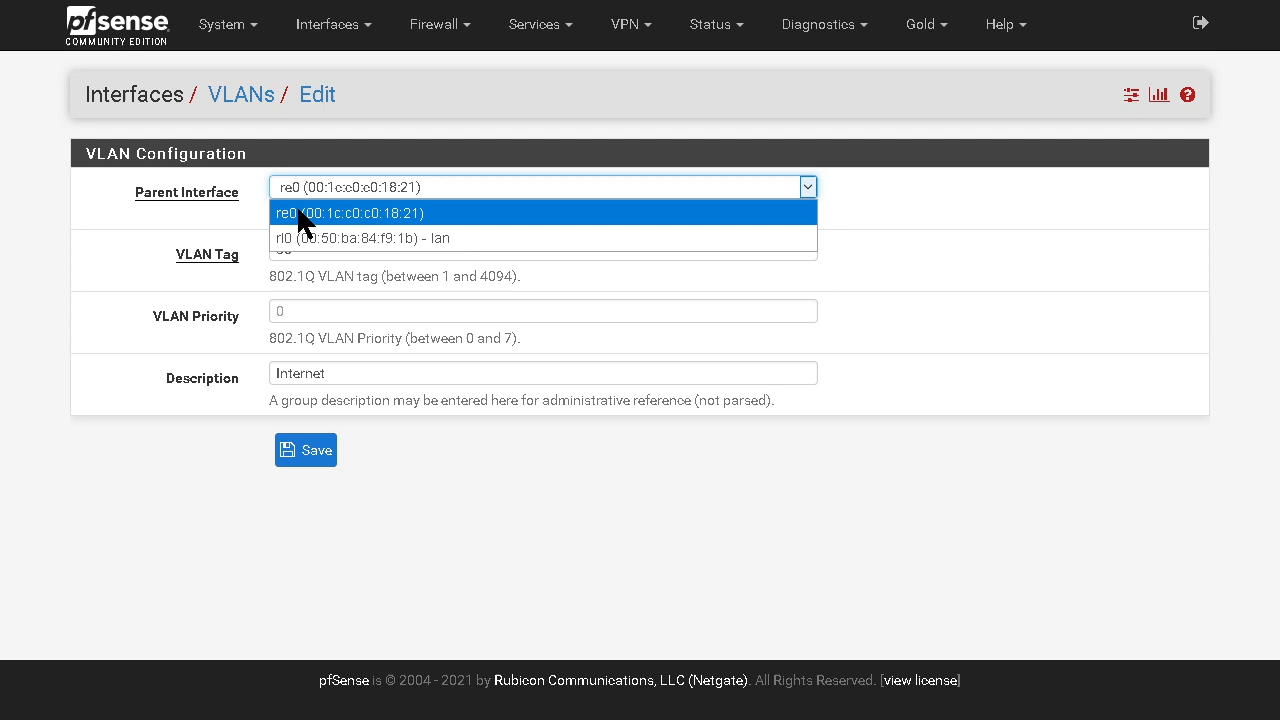 pfsense
COMMUNITY EDITION
System Interfaces Firewall Services VPN Status Diagnostics Gold Help
Interfaces / VLANs / Edit
VLAN Configuration
Parent Interface
re0 (00:1c:c0:c0:18:21)
re0 (00:1c:c0:c0:18:21)
rl0 (00:50:ba:84:f9:1b) - lan
VLAN Tag
802.1Q VLAN tag (between 1 and 4094).
VLAN Priority
0
802.1Q VLAN Priority (between 0 and 7).
Description
Internet
A group description may be entered here for administrative reference (not parsed).
Save
pfSense is © 2004 - 2021 by Rubicon Communications, LLC (Netgate). All Rights Reserved. [view license]